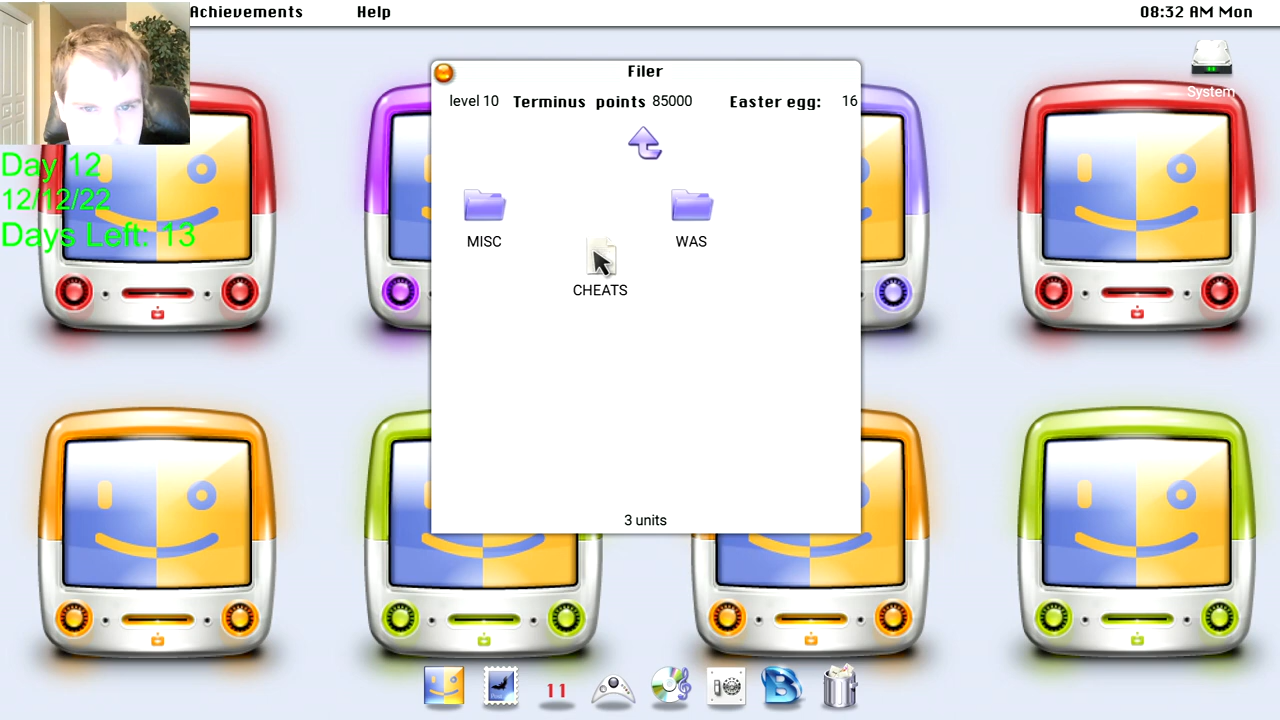 Achievements Help 08:32 AM Mon
Filer
level 10 Terminus points 85000 Easter egg: 16
System
Day 12
12/12/22
Days Left: 13
MISC WAS
CHEATS
3 units
11